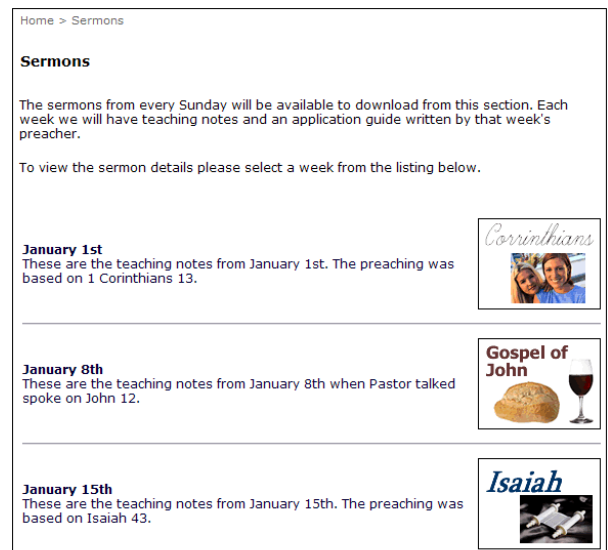 Home > Sermons
Sermons
The sermons from every Sunday will be available to download from this section. Each
week we will have teaching notes and an application guide written by that week's
preacher.
To view the sermon details please select a week from the listing below.
January 1st
These are the teaching notes from January 1st. The preaching was
based on 1 Corinthians 13.
Corrinthians
January 8th
These are the teaching notes from January 8th when Pastor talked
spoke on John 12.
Gospel of
John
January 15th
These are the teaching notes from January 15th. The preaching was
based on Isaiah 43.
Isaiah